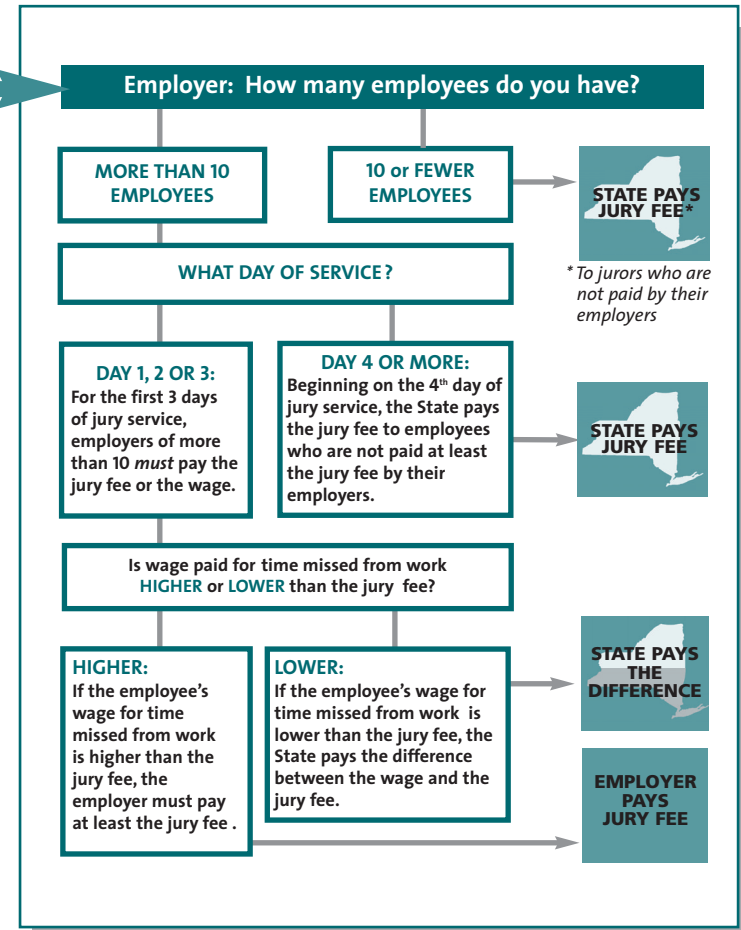 Employer: How many employees do you have?
MORE THAN 10
EMPLOYEES
10 or FEWER
EMPLOYEES
STATE PAYS
JURY FEE*
* To jurors who are
not paid by their
employers
WHAT DAY OF SERVICE?
DAY 1, 2 OR 3:
For the first 3 days
of jury service,
employers of more
than 10 must pay the
jury fee or the wage.
DAY 4 OR MORE:
Beginning on the 4th day of
jury service, the State pays
the jury fee to employees
who are not paid at least
the jury fee by their
employers.
STATE PAYS
JURY FEE
Is wage paid for time missed from work
HIGHER or LOWER than the jury fee?
HIGHER:
If the employee's
wage for time
missed from work
is higher than the
jury fee, the
employer must pay
at least the jury fee .
LOWER:
If the employee's wage for
time missed from work is
lower than the jury fee, the
State pays the difference
between the wage and the
jury fee.
STATE PAYS
THE
DIFFERENCE
EMPLOYER
PAYS
JURY FEE